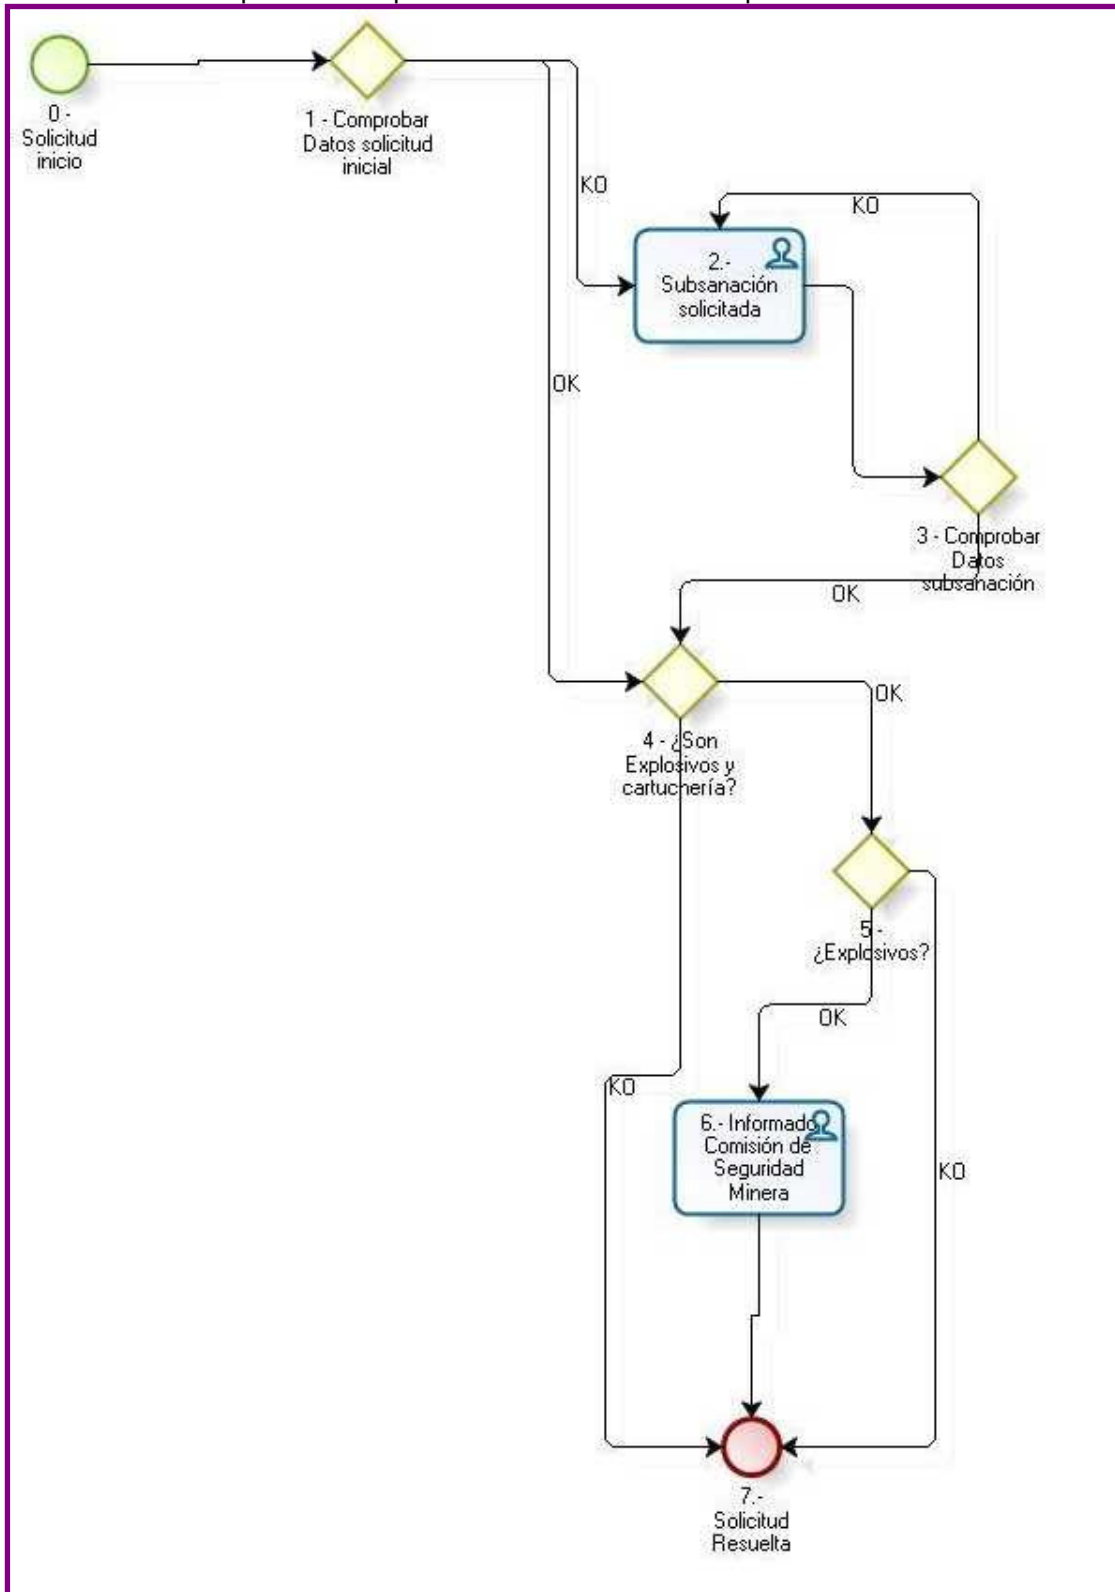 0 -
Solicitud
inicio
1 - Comprobar
Datos solicitud
inicial
KO
KO
2.-
Subsanación
solicitada
OK
3 - Comprobar
Datos
subsanación
OK
4 - ¿Son
Explosivos y
cartuchería?
OK
5 -
¿Explosivos?
OK
KO
6.- Informado
Comisión de
Seguridad
Minera
KO
7.-
Solicitud
Resuelta